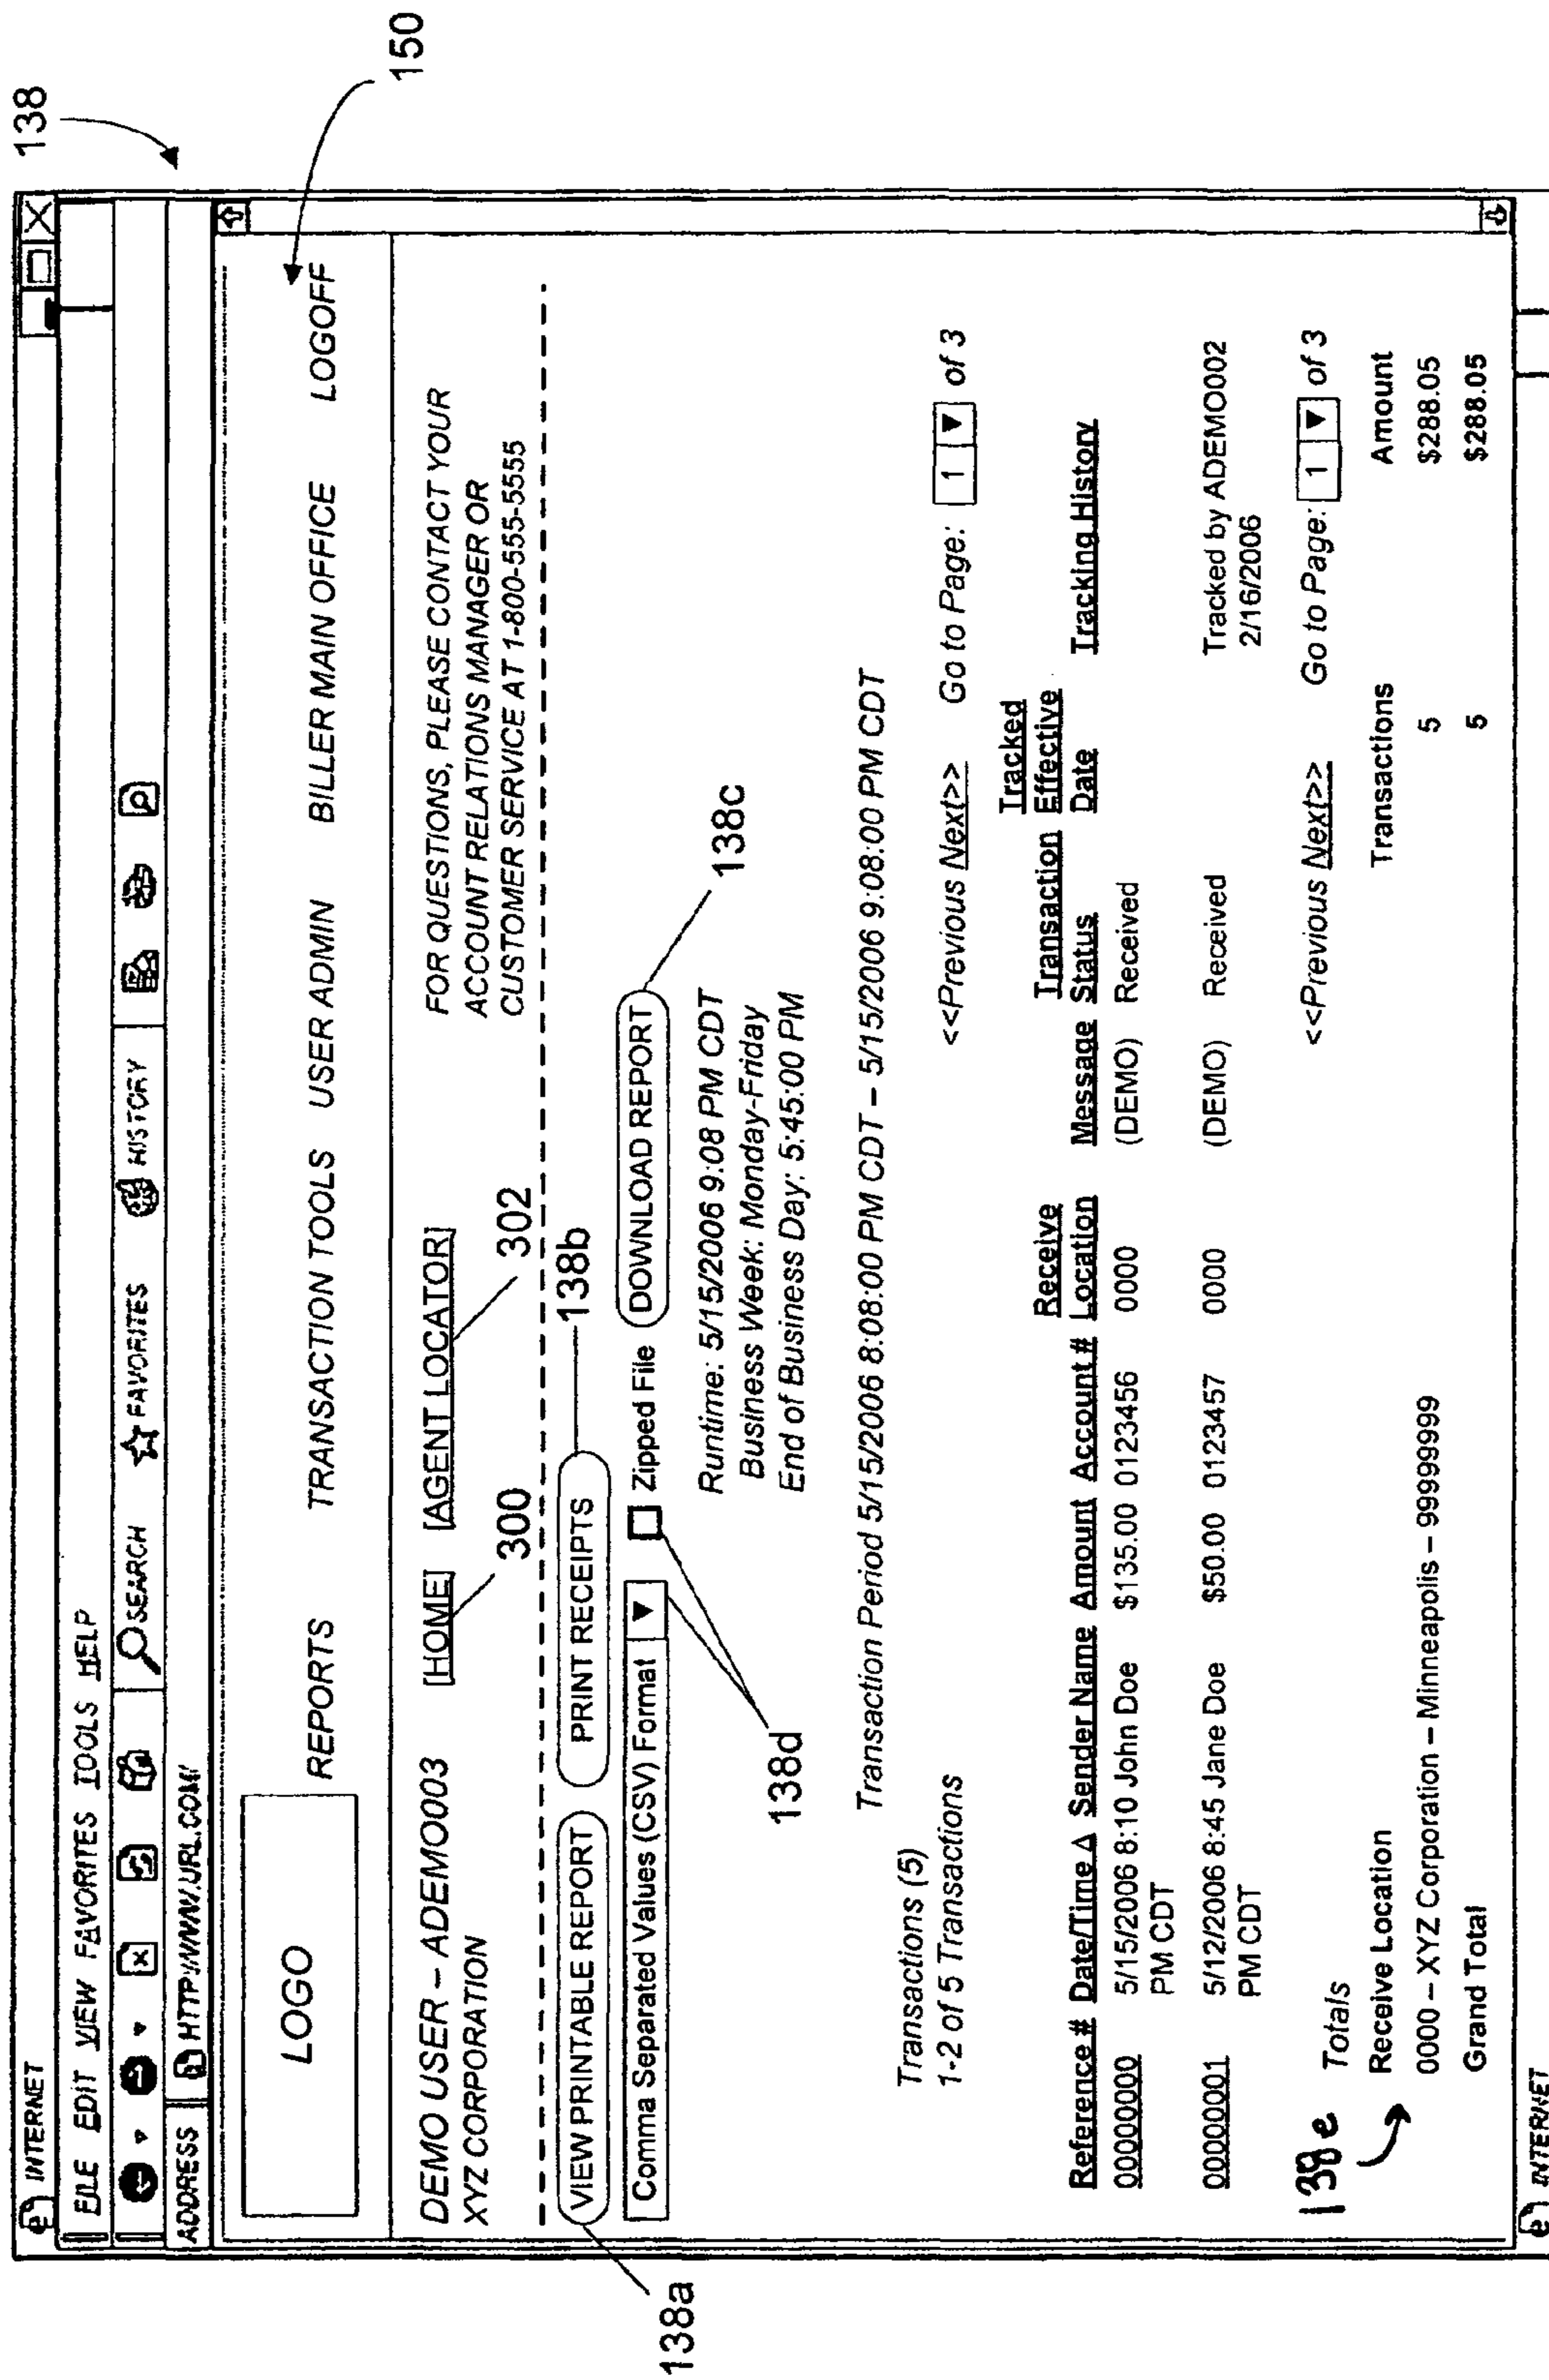 138
INTERNET
FILE EDIT VIEW FAVORITES TOOLS HELP
SEARCH FAVORITES HISTORY
ADDRESS HTTP://WWW.URL.COM/
150
LOGO
REPORTS TRANSACTION TOOLS USER ADMIN BILLER MAIN OFFICE LOGOFF
DEMO USER – ADEMO003 [HOME] [AGENT LOCATOR] FOR QUESTIONS, PLEASE CONTACT YOUR
XYZ CORPORATION ACCOUNT RELATIONS MANAGER OR
300 302 CUSTOMER SERVICE AT 1-800-555-5555
138a VIEW PRINTABLE REPORT PRINT RECEIPTS 138b
Comma Separated Values (CSV) Format ▼ Zipped File DOWNLOAD REPORT
138c
138d
Runtime: 5/15/2006 9:08 PM CDT
Business Week: Monday-Friday
End of Business Day: 5:45:00 PM
Transaction Period 5/15/2006 8:08:00 PM CDT – 5/15/2006 9:08:00 PM CDT
Transactions (5)
1-2 of 5 Transactions <<Previous Next>> Go to Page: 1 ▼ of 3
Tracked
Receive Transaction Effective
Reference # Date/Time Δ Sender Name Amount Account # Location Message Status Date Tracking History
00000000 5/15/2006 8:10 John Doe $135.00 0123456 0000 (DEMO) Received
PM CDT
00000001 5/12/2006 8:45 Jane Doe $50.00 0123457 0000 (DEMO) Received Tracked by ADEMO002
PM CDT 2/16/2006
138e
Totals <<Previous Next>> Go to Page: 1 ▼ of 3
Receive Location Transactions Amount
0000 – XYZ Corporation – Minneapolis – 99999999 5 $288.05
Grand Total 5 $288.05
INTERNET